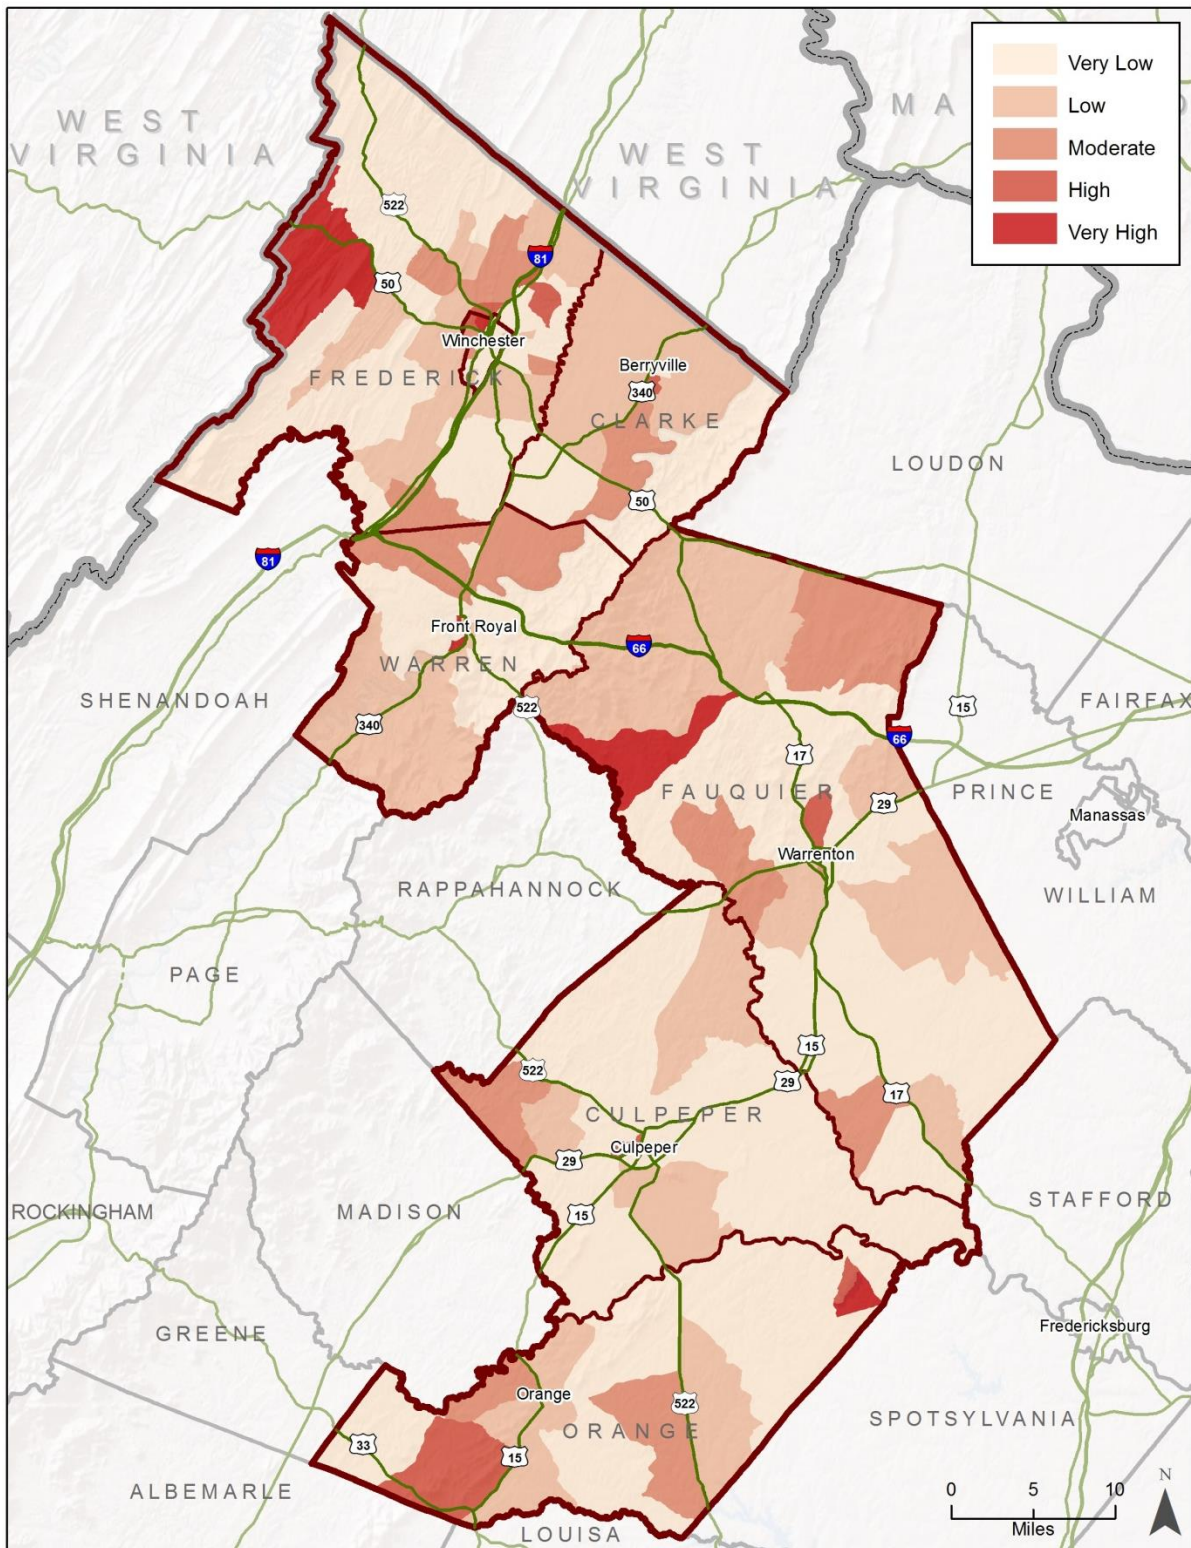 Very Low
Low
Moderate
High
Very High
WEST
VIRGINIA
WEST
VIRGINIA
MA
D
522
81
50
Winchester
FREDERICK
Berryville
340
CLARKE
LOUDON
50
81
Front Royal
WARREN
66
SHENANDOAH
522
340
15
FAIRFAX
66
17
FAUQUIER
29
PRINCE
Manassas
Warrenton
WILLIAM
RAPPAHANNOCK
PAGE
522
15
29
17
CULPEPER
Culpeper
29
15
ROCKINGHAM
MADISON
STAFFORD
GREENE
Fredericksburg
Orange
522
ORANGE
SPOTSYLVANIA
33
15
ALBEMARLE
LOUISA
0 5 10
Miles
N